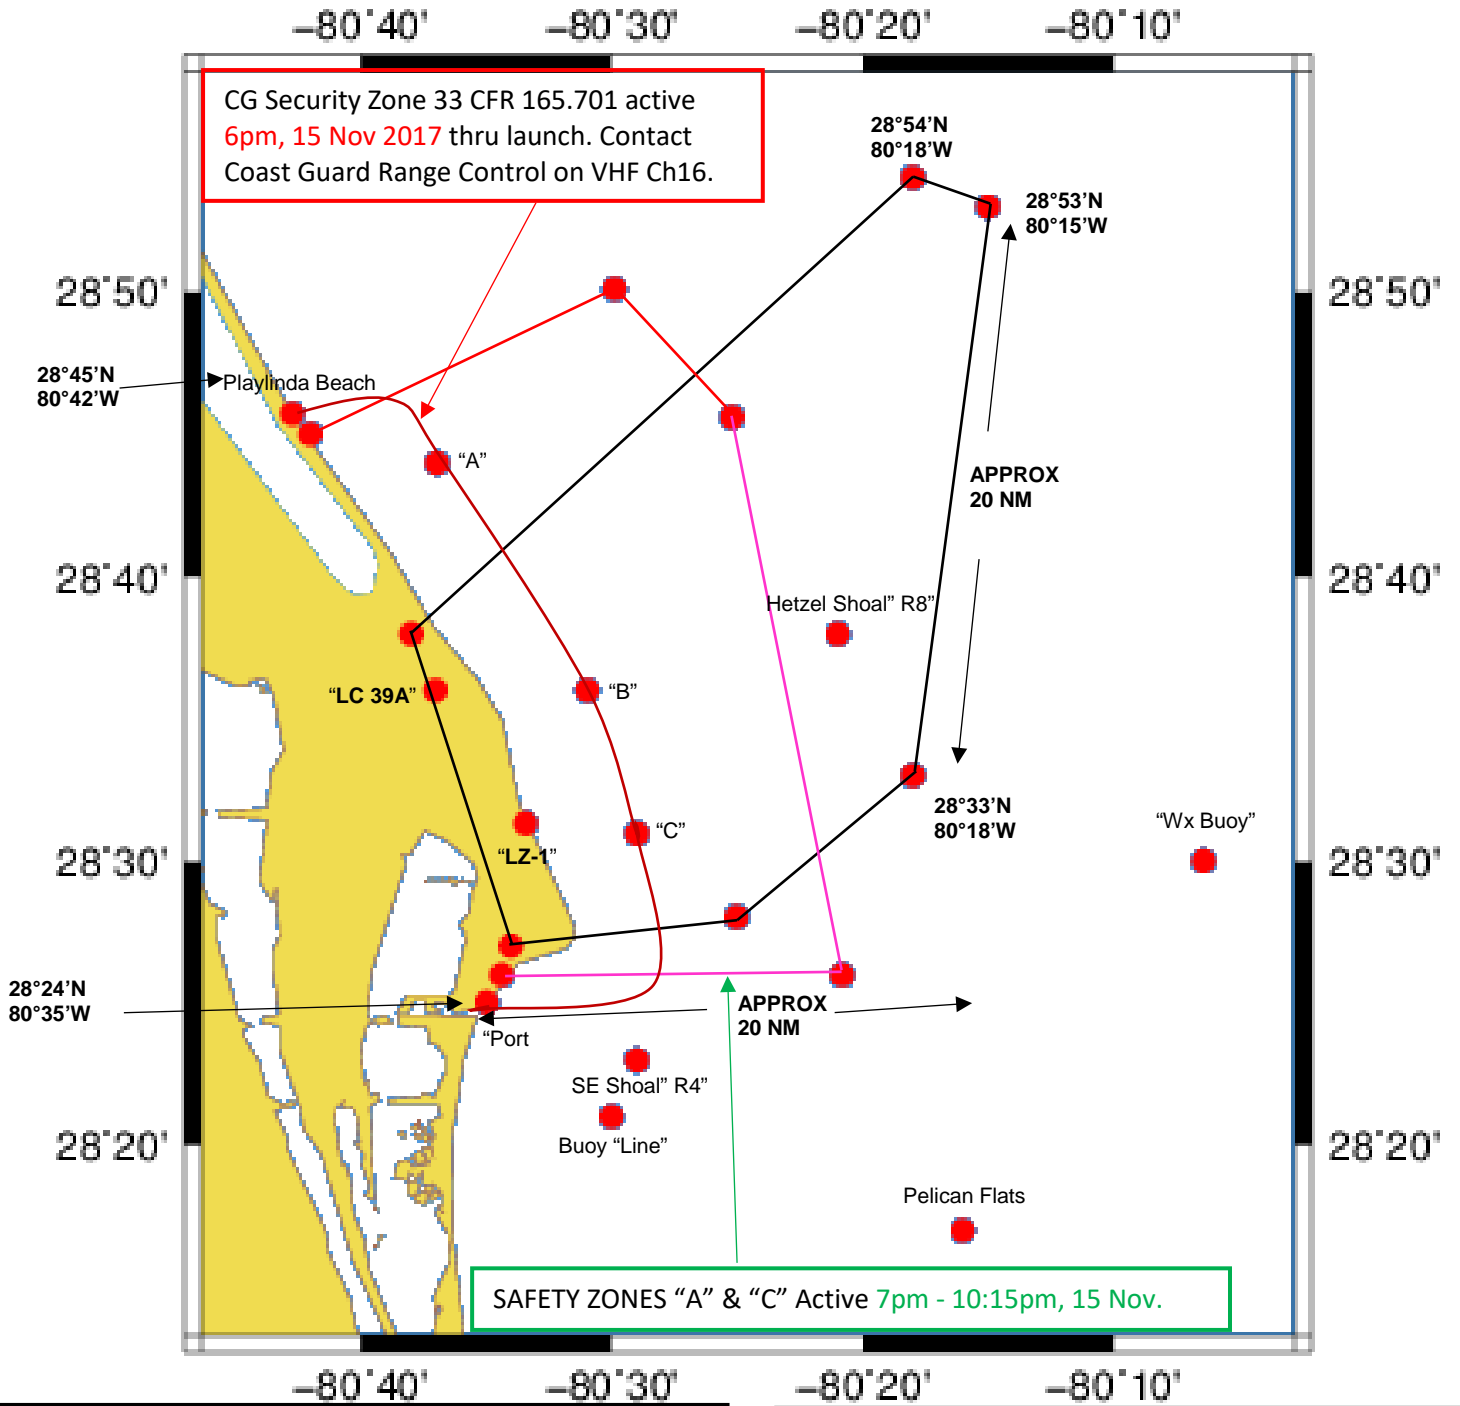 -80°40' -80°30' -80°20' -80°10'
CG Security Zone 33 CFR 165.701 active
6pm, 15 Nov 2017 thru launch. Contact
Coast Guard Range Control on VHF Ch16.
28°54’N
80°18’W
28°53’N
80°15’W
28°50' 28°50'
28°45’N
80°42’W
Playlinda Beach
“A”
APPROX
20 NM
28°40' 28°40'
Hetzel Shoal” R8”
“LC 39A”
“B”
28°33’N
80°18’W
“C”
“Wx Buoy”
“LZ-1”
28°30' 28°30'
28°24’N
80°35’W
APPROX
20 NM
“Port
SE Shoal” R4”
Buoy “Line”
28°20' 28°20'
Pelican Flats
SAFETY ZONES “A” & “C” Active 7pm - 10:15pm, 15 Nov.
-80°40' -80°30' -80°20' -80°10'